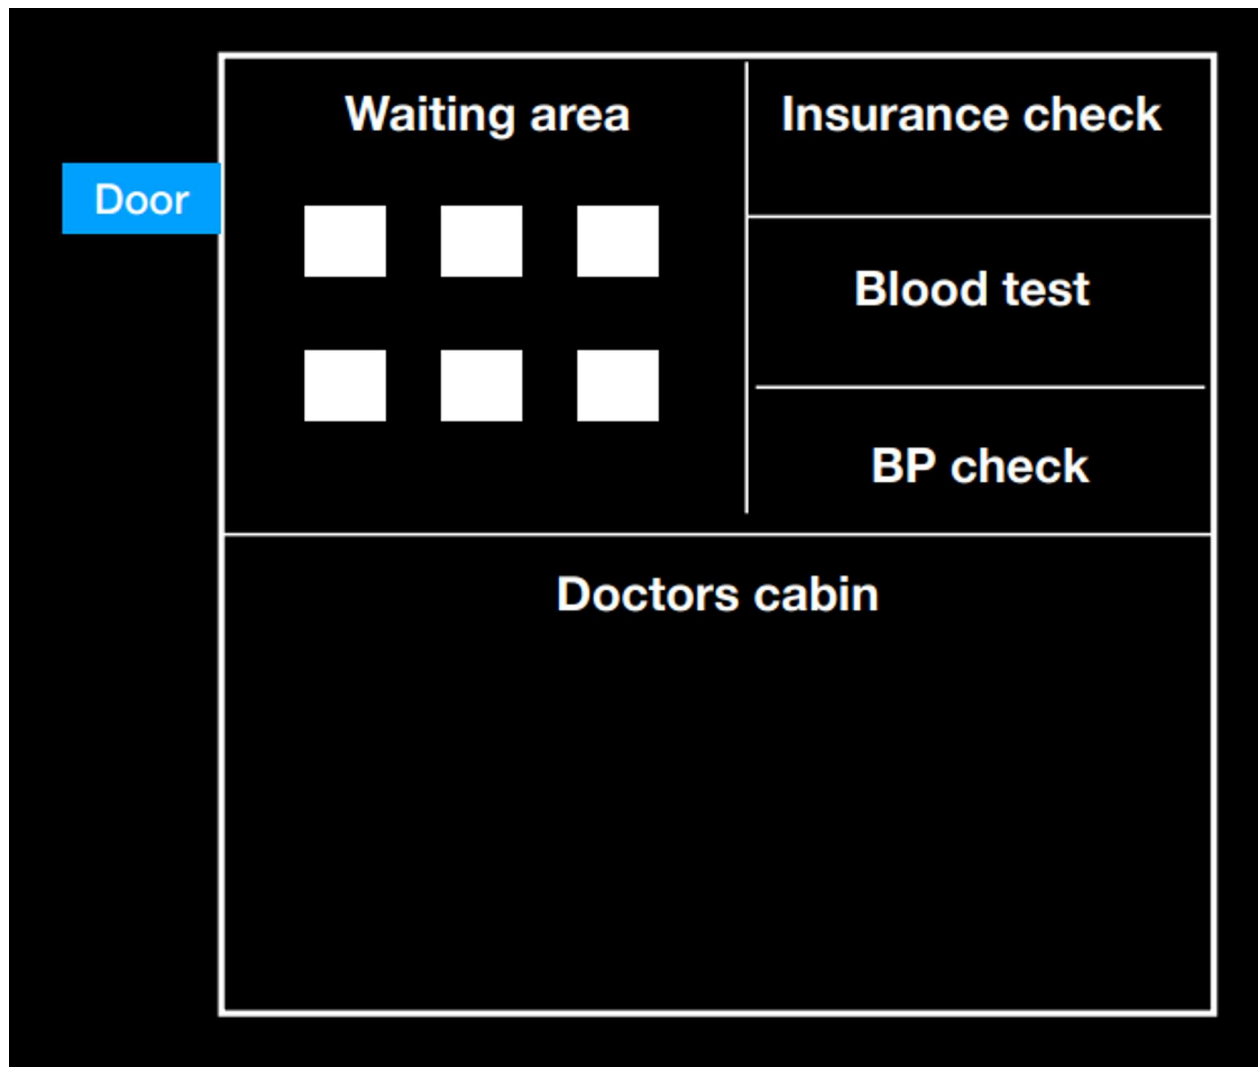 Waiting area
Insurance check
Door
Blood test
BP check
Doctors cabin